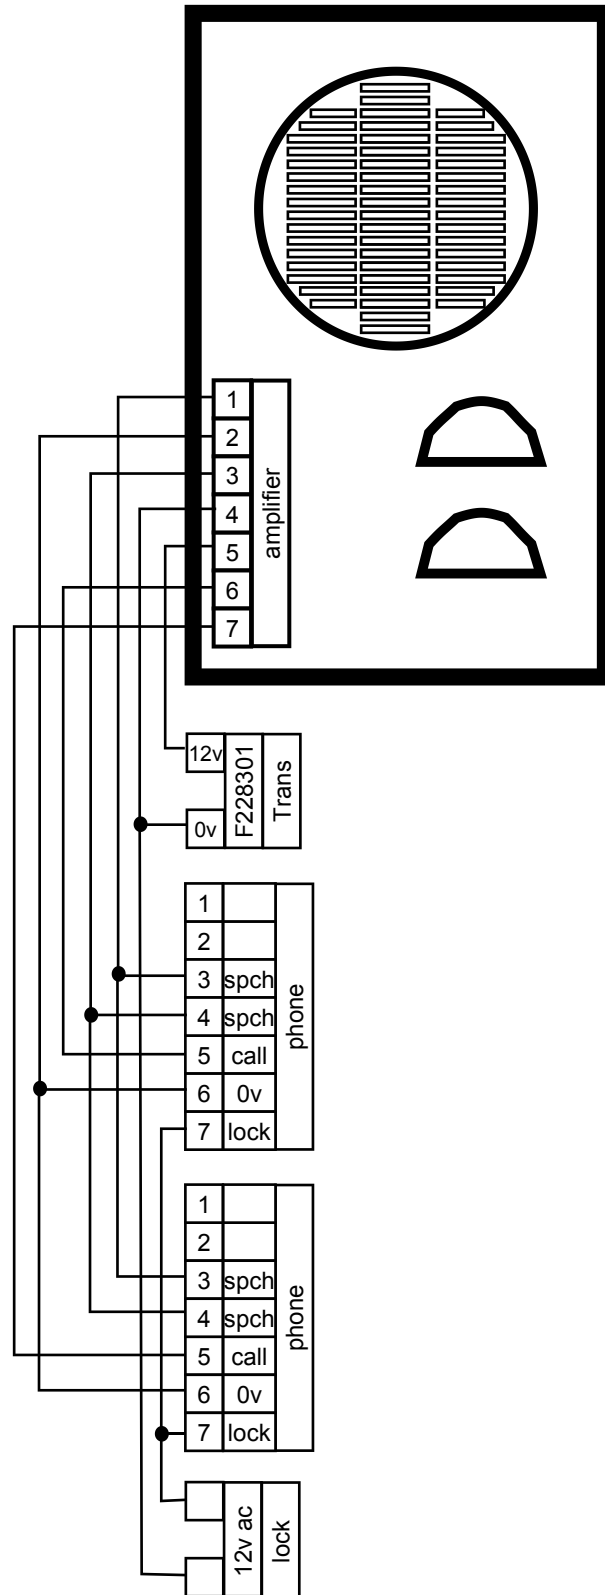 1
2
3
4
5
6
7
amplifier
12v
0v
F228301
Trans
1
2
3 spch
4 spch
5 call
6 0v
7 lock
phone
1
2
3 spch
4 spch
5 call
6 0v
7 lock
phone
12v ac
lock